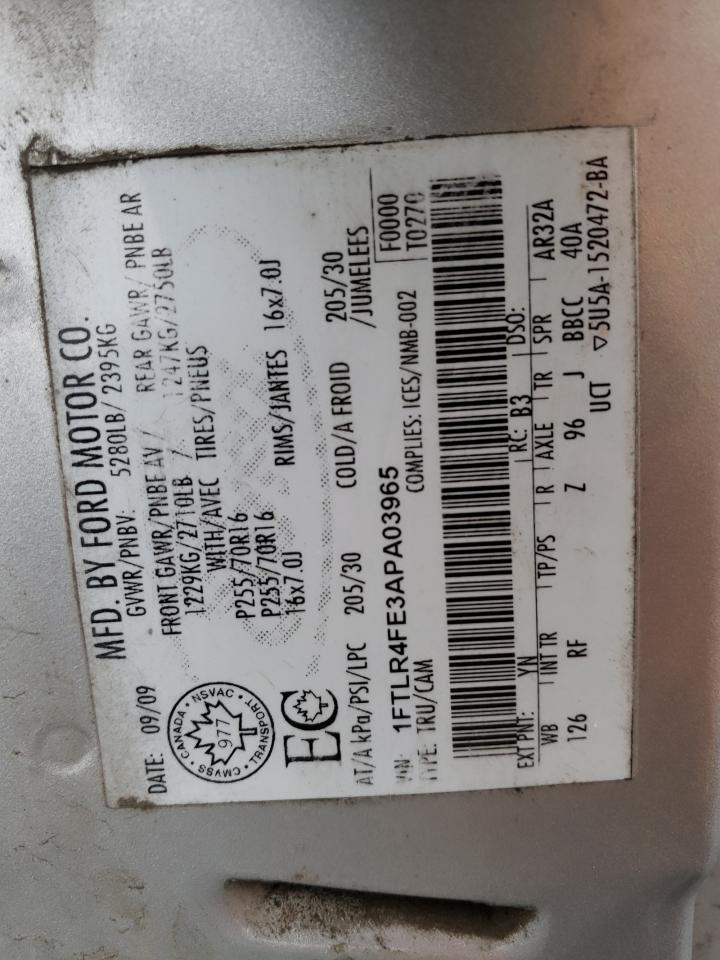 MFD. BY FORD MOTOR CO.
DATE: 09/09 GVWR/PNBV: 5280LB/2395KG
FRONT GAWR/PNBE AV/ REAR GAWR/ PNBE AR
1229KG/2710LB / 1247KG/2750LB
WITH/AVEC TIRES/PNEUS
P255/70R16
P255/70R16 RIMS/JANTES 16x7.0J
16x7.0J
CANADA · NSVAC · TRANSPORT · CMVSS
977
EC
AT/A kPa/PSI/LPC 205/30 COLD/A FROID 205/30
/JUMELEES
VIN: 1FTLR4FE3APA03965 F0000
TYPE: TRU/CAM COMPLIES: ICES/NMB-002 T0270
EXT PNT: YN RC: B3 DSO:
WB INT TR TP/PS R AXLE TR SPR AR32A
126 RF Z 96 J BBCC 40A
UCT ▽5U5A-1520472-BA